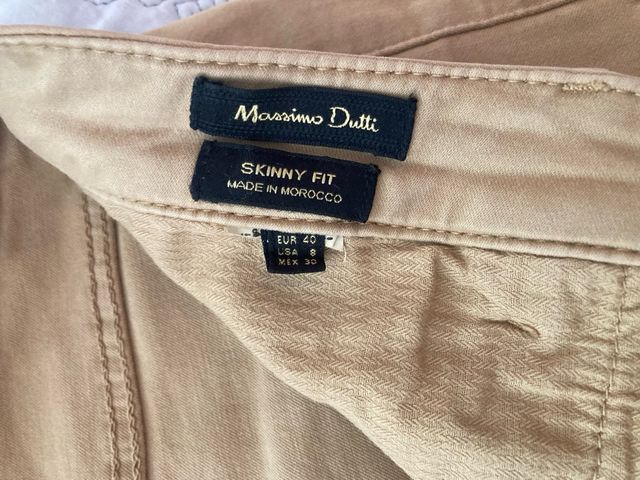 Massimo Dutti
SKINNY FIT
MADE IN MOROCCO
EUR 40
USA 8
MEX 30